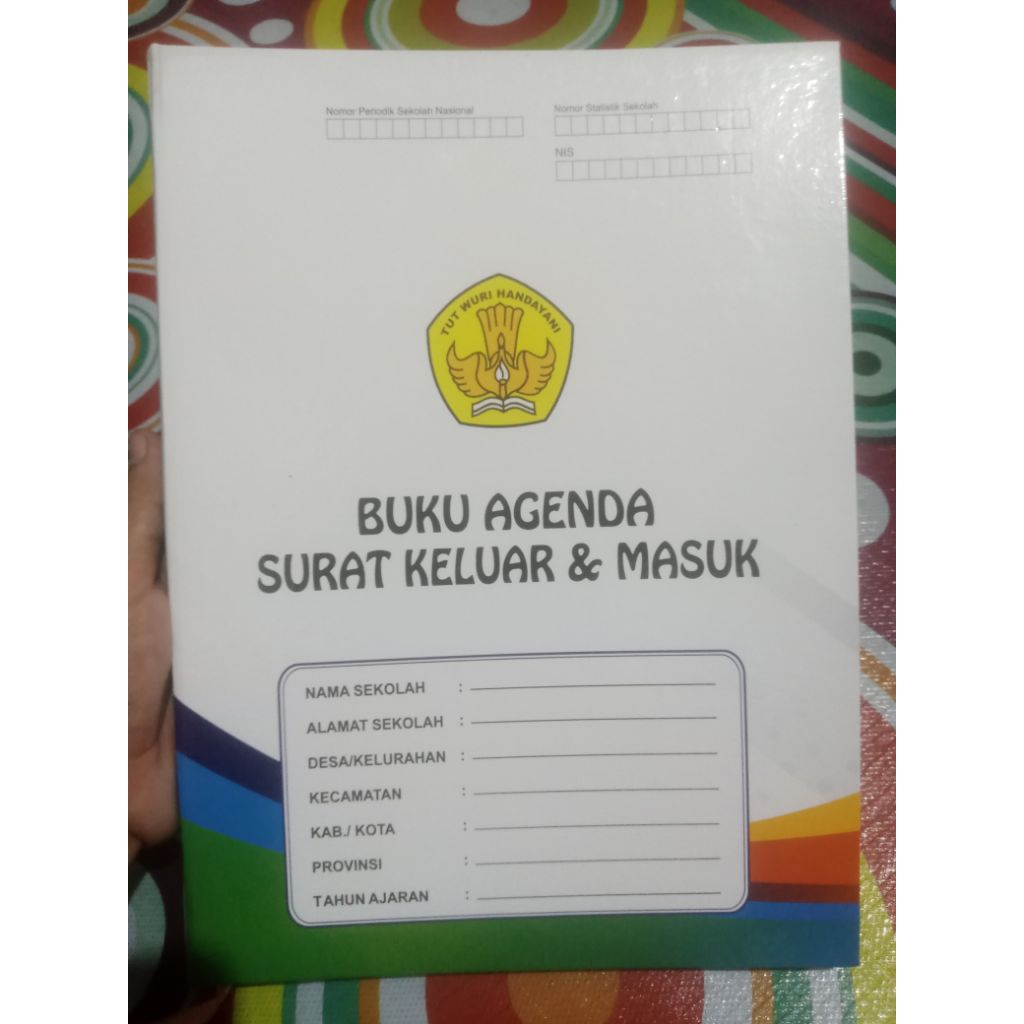 Nomor Periodik Sekolah Nasional
Nomor Statistik Sekolah
NIS
TUT WURI HANDAYANI
BUKU AGENDA
SURAT KELUAR & MASUK
NAMA SEKOLAH :
ALAMAT SEKOLAH :
DESA/KELURAHAN :
KECAMATAN :
KAB./ KOTA :
PROVINSI :
TAHUN AJARAN :